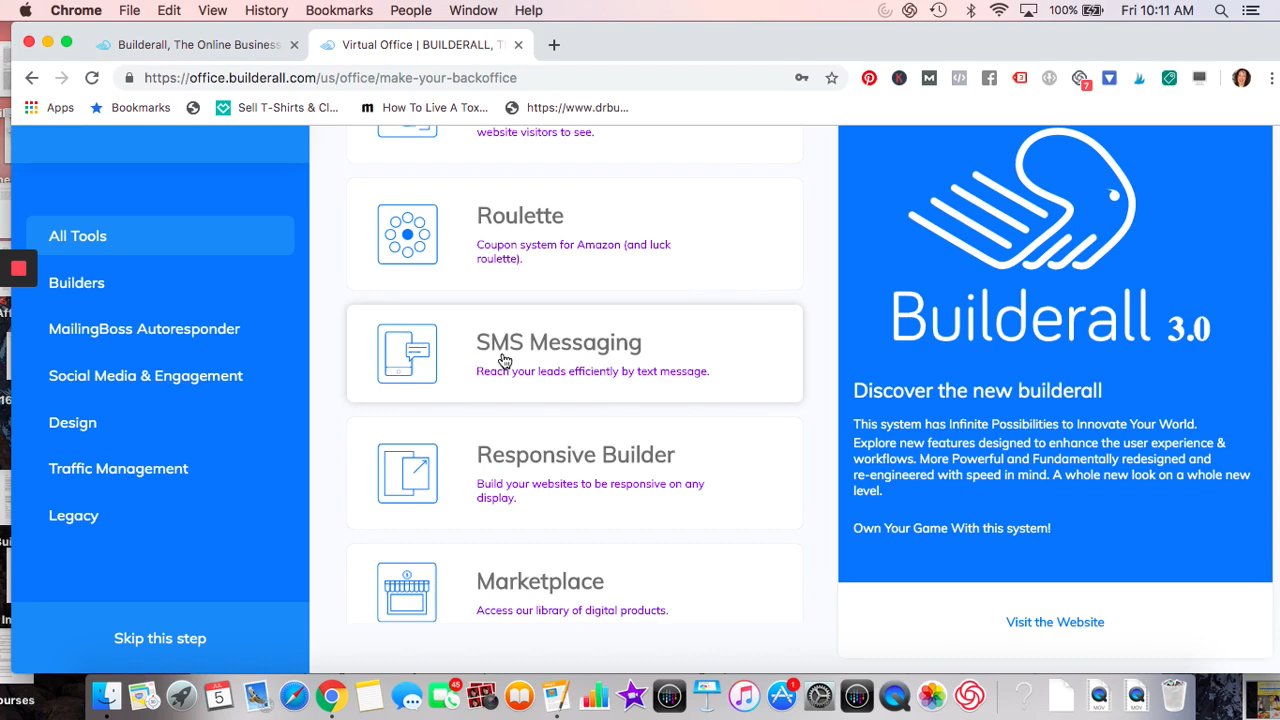 Chrome File Edit View History Bookmarks People Window Help 100% Fri 10:11 AM
Builderall, The Online Business
Virtual Office | BUILDERALL, T
https://office.builderall.com/us/office/make-your-backoffice
7
Apps Bookmarks Sell T-Shirts & Cl... How To Live A Tox... https://www.drbu...
All Tools
Builders
MailingBoss Autoresponder
Social Media & Engagement
Design
Traffic Management
Legacy
Skip this step
website visitors to see.
Roulette
Coupon system for Amazon (and luck
roulette).
SMS Messaging
Reach your leads efficiently by text message.
Responsive Builder
Build your websites to be responsive on any
display.
Marketplace
Access our library of digital products.
Builderall 3.0
Discover the new builderall
This system has Infinite Possibilities to Innovate Your World.
Explore new features designed to enhance the user experience &
workflows. More Powerful and Fundamentally redesigned and
re-engineered with speed in mind. A whole new look on a whole new
level.
Own Your Game With this system!
Visit the Website
45
1
5
ourses